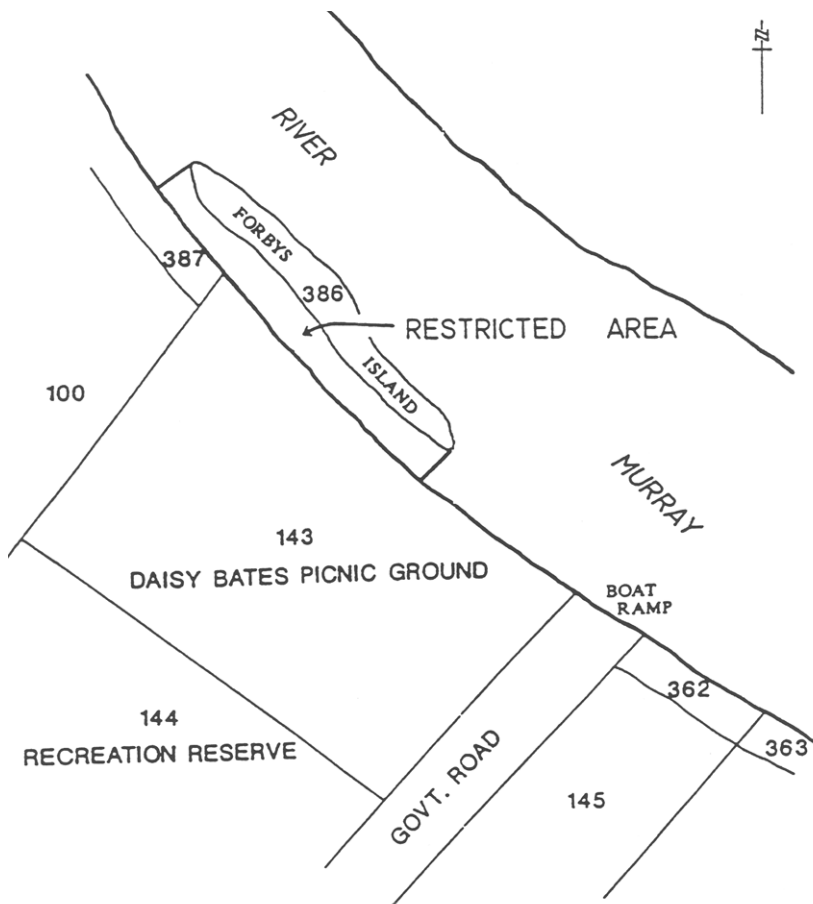 N
RIVER
FORBYS
387
386
RESTRICTED AREA
ISLAND
100
MURRAY
143
DAISY BATES PICNIC GROUND
BOAT
RAMP
362
144
RECREATION RESERVE
363
GOVT. ROAD
145